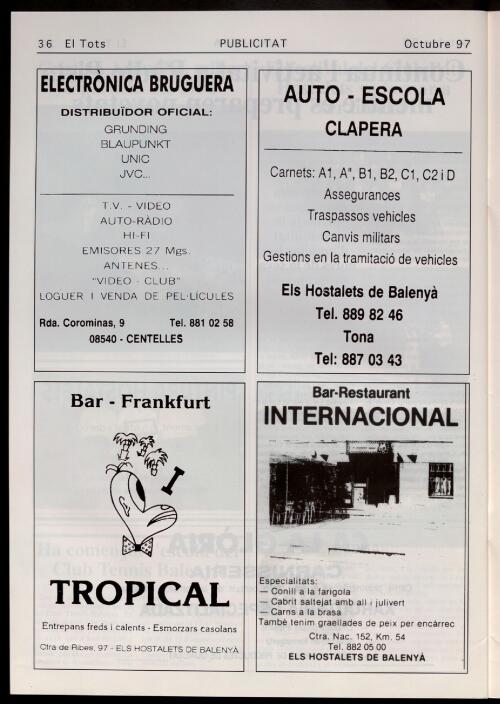 36 El Tots
PUBLICITAT
Octubre 97
ELECTRÒNICA BRUGUERA
DISTRIBUÏDOR OFICIAL:
GRUNDING
BLAUPUNKT
UNIC
JVC...
T.V. - VIDEO
AUTO-RÀDIO
HI-FI
EMISORES 27 Mgs.
ANTENES...
"VIDEO - CLUB"
LOGUER I VENDA DE PEL·LÍCULES
Rda. Corominas, 9 Tel. 881 02 58
08540 - CENTELLES
AUTO - ESCOLA
CLAPERA
Carnets: A1, A", B1, B2, C1, C2 i D
Assegurances
Traspassos vehicles
Canvis militars
Gestions en la tramitació de vehicles
Els Hostalets de Balenyà
Tel. 889 82 46
Tona
Tel: 887 03 43
Bar - Frankfurt
I
TROPICAL
Entrepans freds i calents - Esmorzars casolans
Ctra de Ribes, 97 - ELS HOSTALETS DE BALENYÀ
Bar-Restaurant
INTERNACIONAL
Especialitats:
— Conill a la farigola
— Cabrit saltejat amb all i julivert
— Carns a la brasa
També tenim graellades de peix per encàrrec
Ctra. Nac. 152, Km. 54
Tel. 882 05 00
ELS HOSTALETS DE BALENYÀ